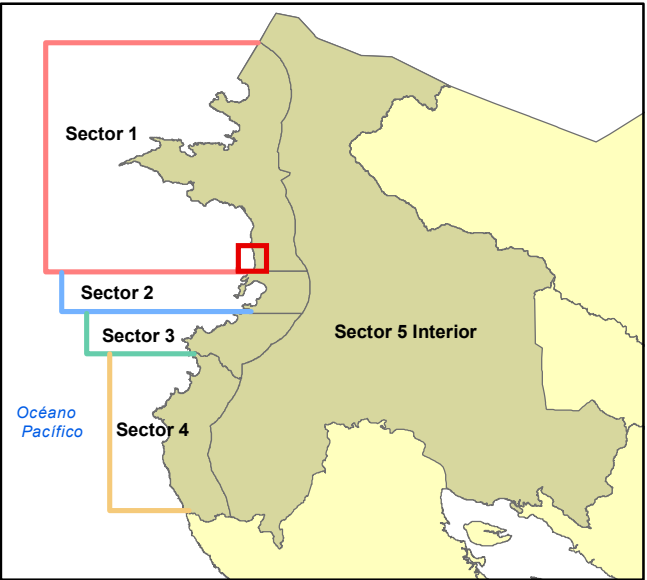 Sector 1
Sector 2
Sector 3
Sector 5 Interior
Océano
Pacífico
Sector 4